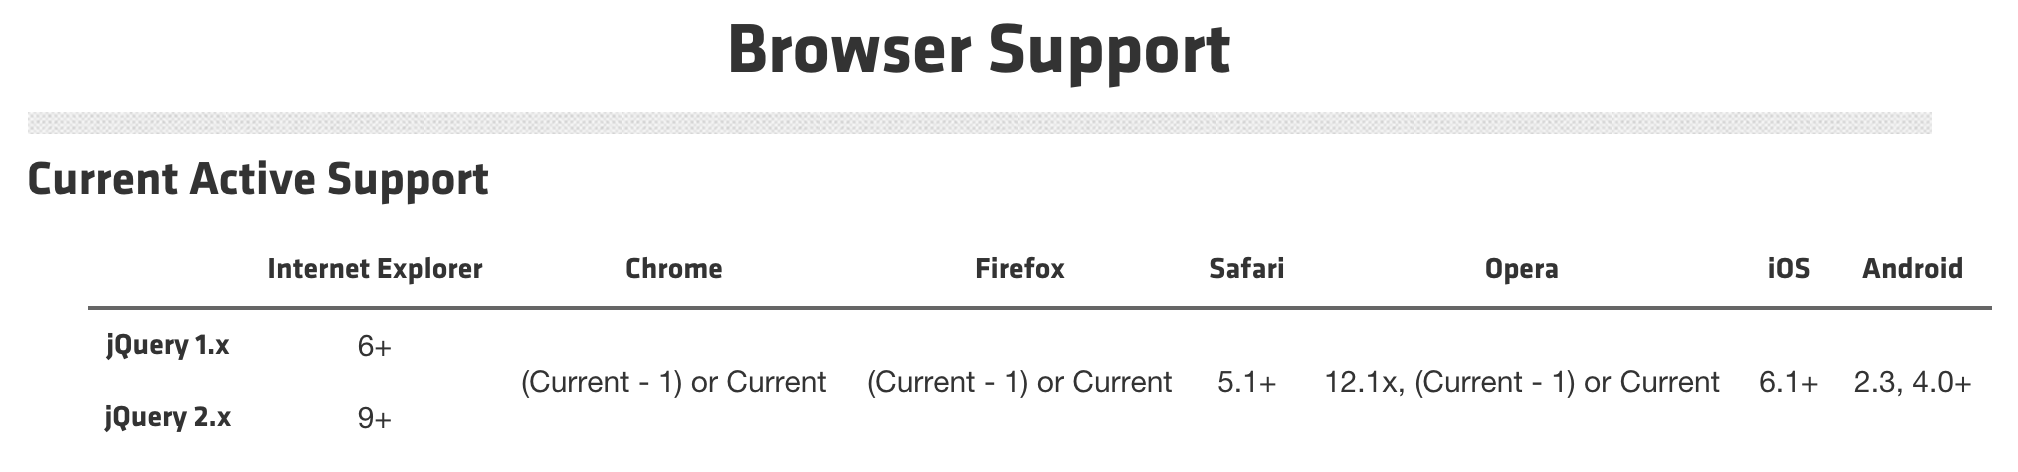 Browser Support
Current Active Support
Internet Explorer Chrome Firefox Safari Opera iOS Android
jQuery 1.x 6+
(Current - 1) or Current (Current - 1) or Current 5.1+ 12.1x, (Current - 1) or Current 6.1+ 2.3, 4.0+
jQuery 2.x 9+